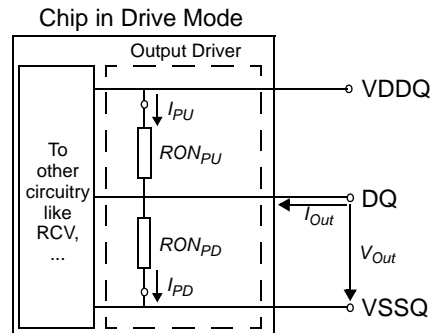 Chip in Drive Mode
Output Driver
VDDQ
I_PU
To
other
circuitry
like
RCV,
...
RON_PU
DQ
I_Out
RON_PD
V_Out
I_PD
VSSQ